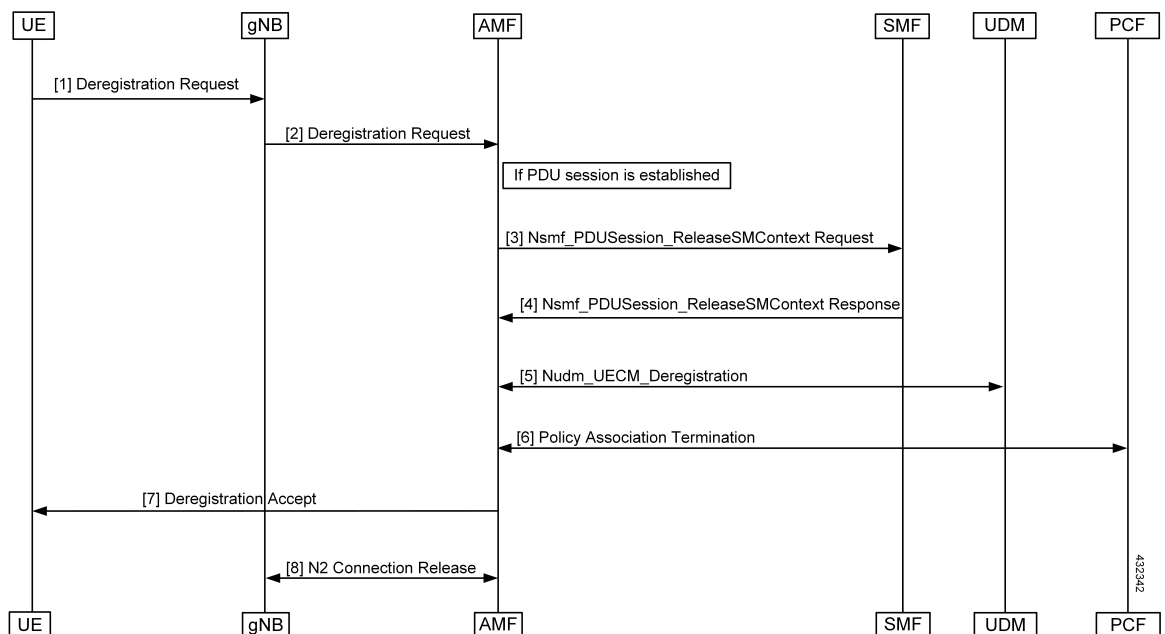 UE
gNB
AMF
SMF
UDM
PCF
[1] Deregistration Request
[2] Deregistration Request
If PDU session is established
[3] Nsmf_PDUSession_ReleaseSMContext Request
[4] Nsmf_PDUSession_ReleaseSMContext Response
[5] Nudm_UECM_Deregistration
[6] Policy Association Termination
[7] Deregistration Accept
[8] N2 Connection Release
432342
UE
gNB
AMF
SMF
UDM
PCF